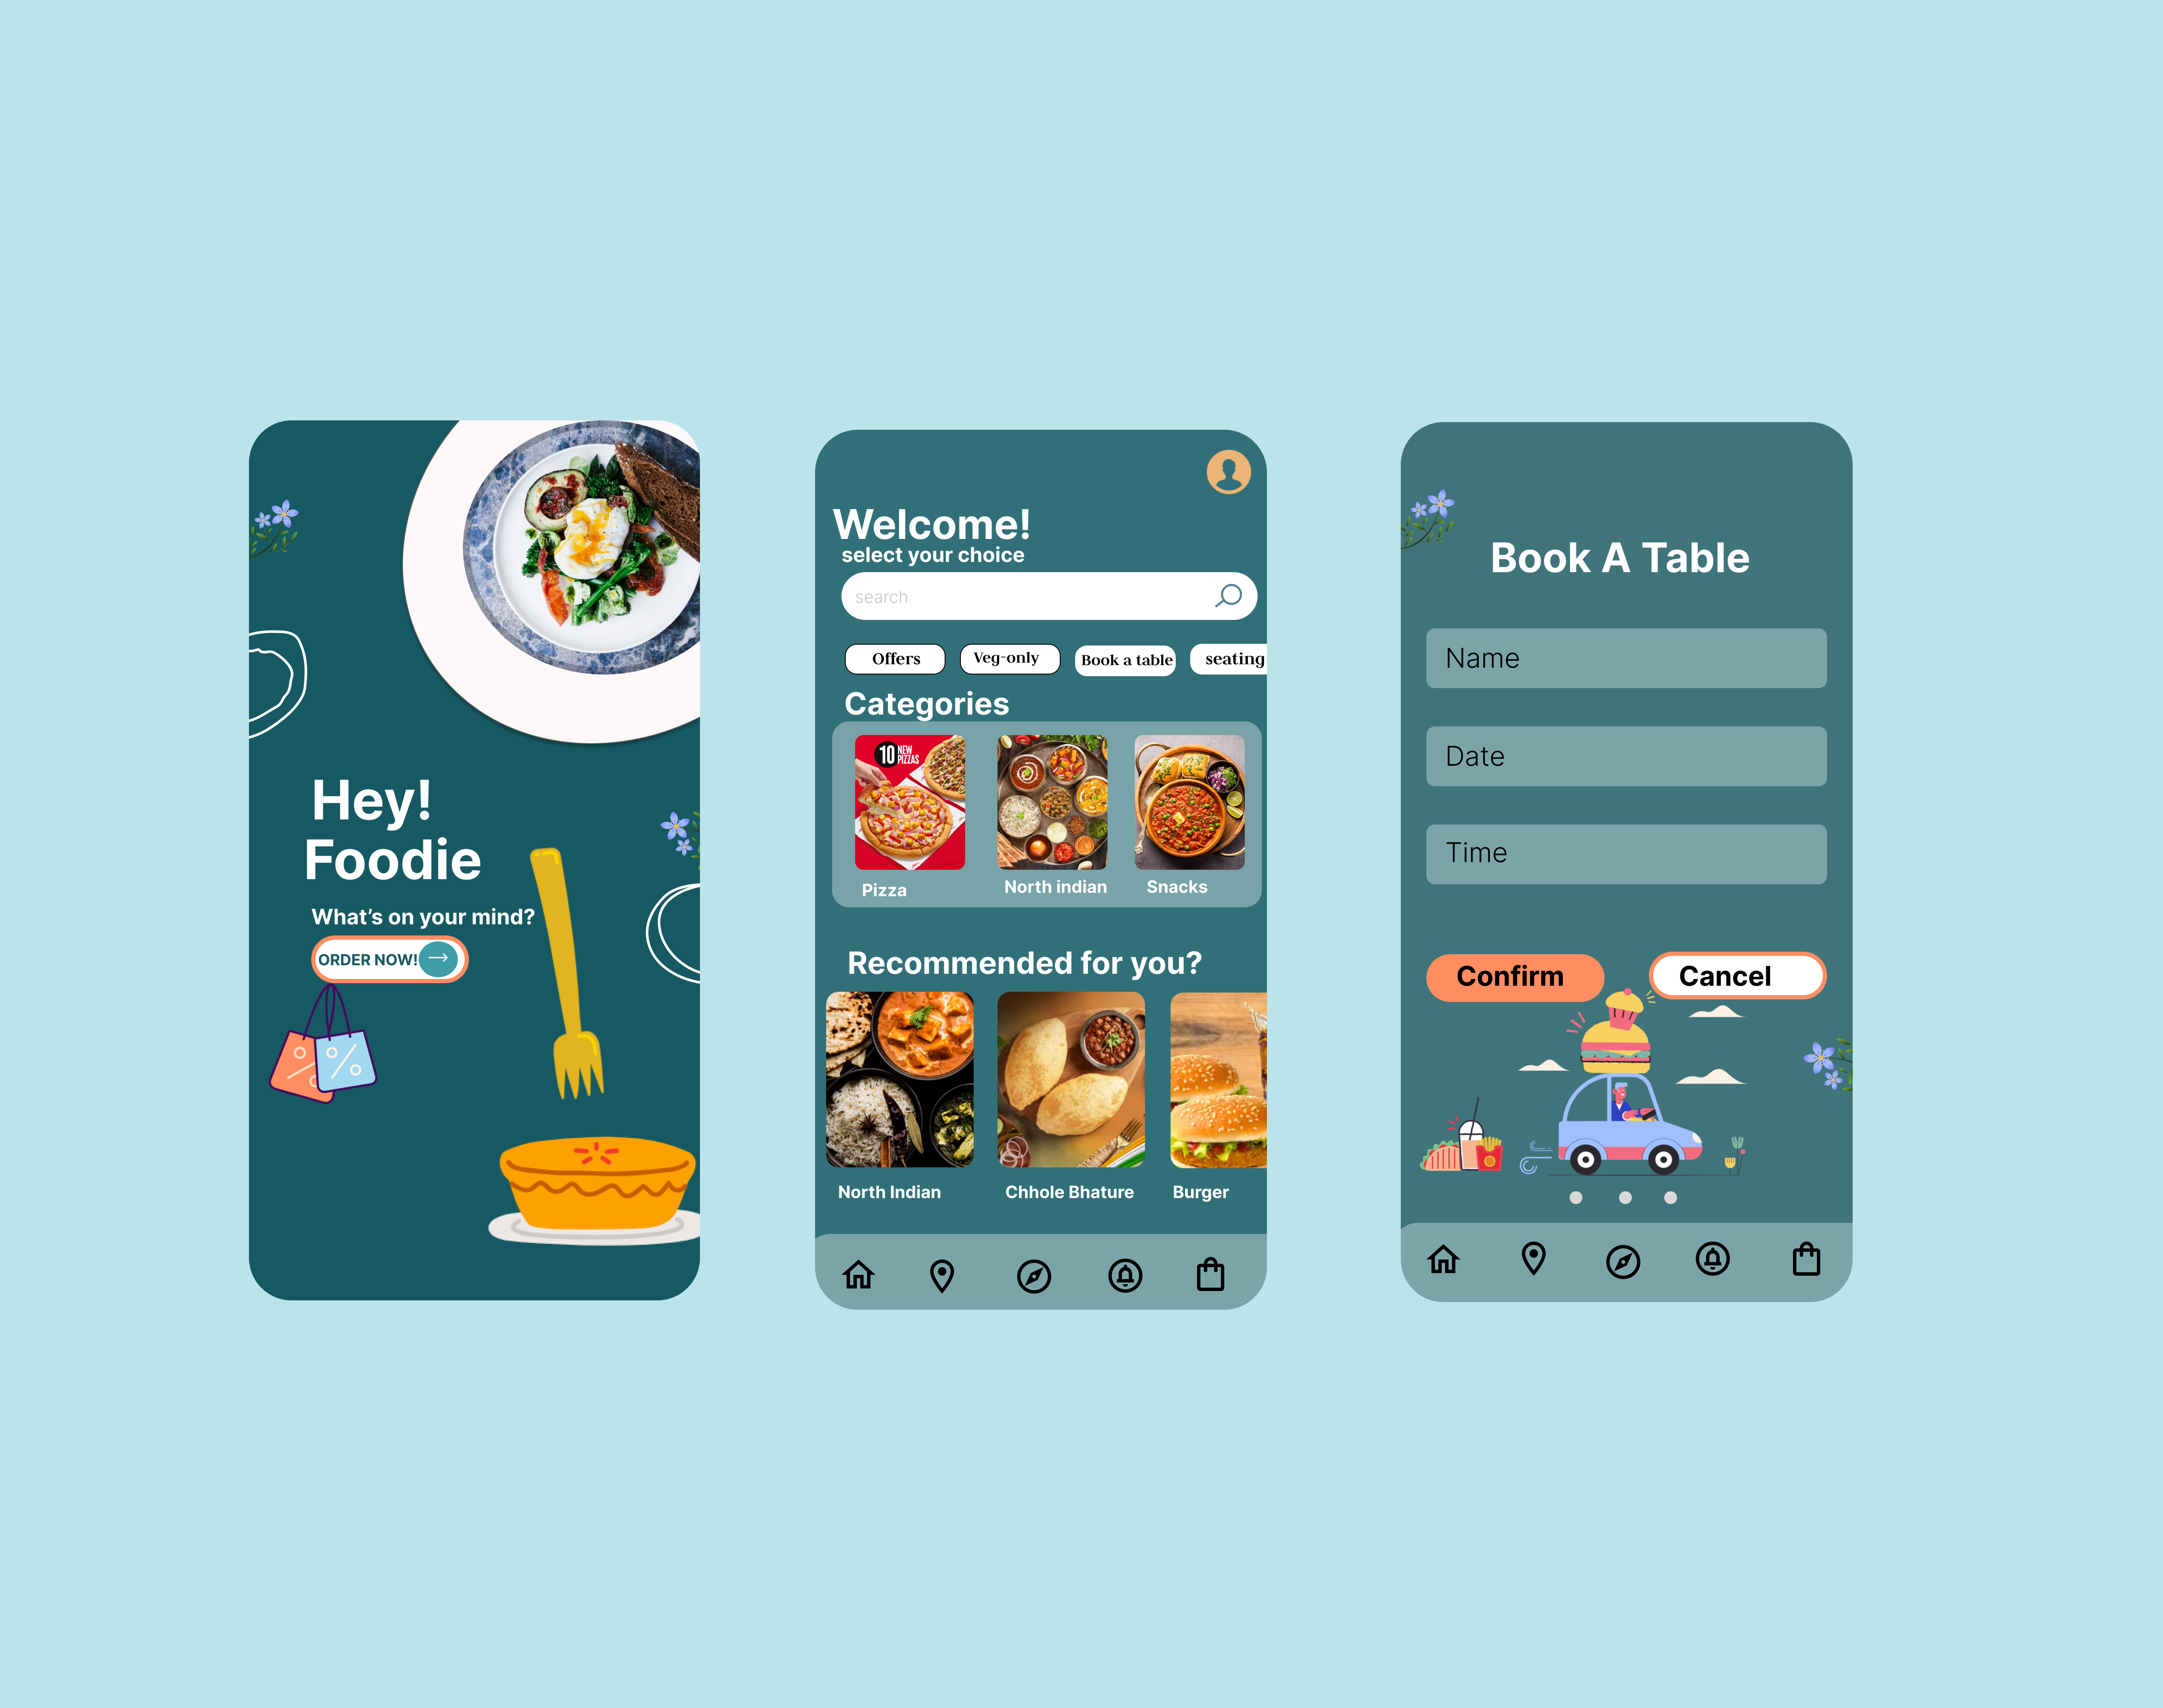 Hey!
Foodie
What's on your mind?
ORDER NOW!
Welcome!
select your choice
search
Offers
Veg-only
Book a table
seating
Categories
10 NEW
PIZZAS
Pizza
North indian
Snacks
Recommended for you?
North Indian
Chhole Bhature
Burger
Book A Table
Name
Date
Time
Confirm
Cancel